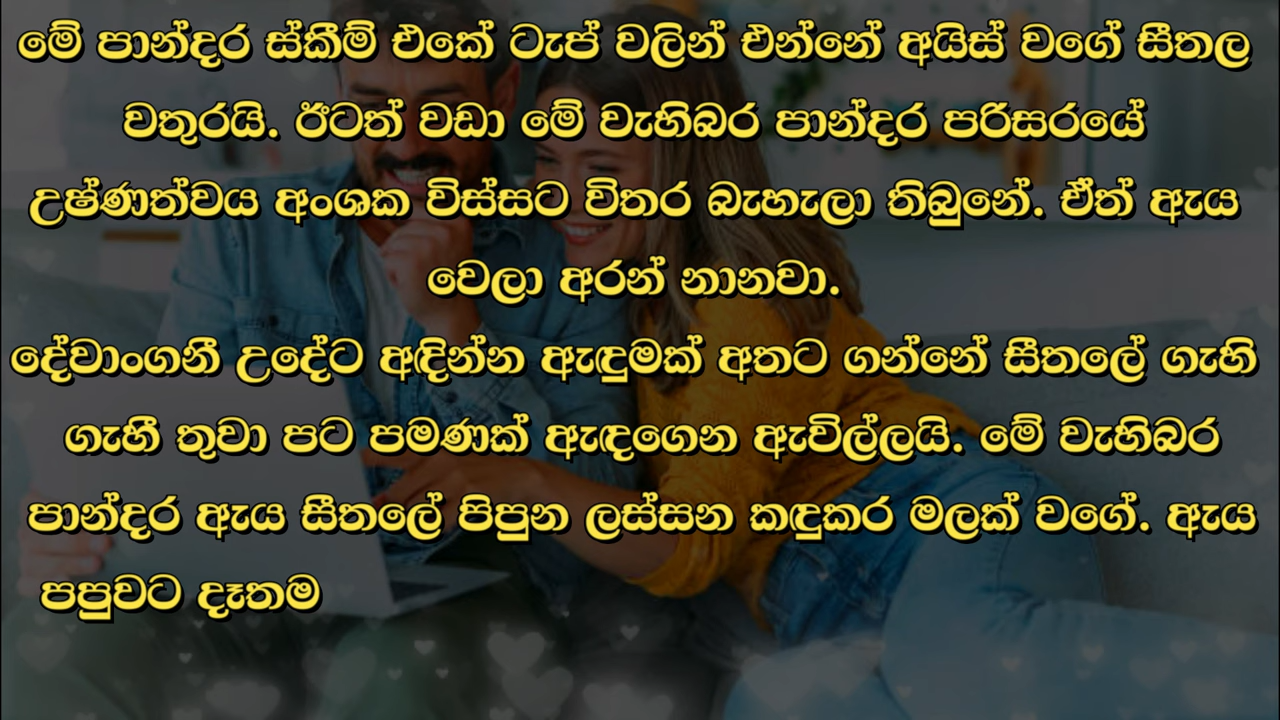 මේ පාන්දර ස්කීම් එකේ ටැප් වලින් එන්නේ අයිස් වගේ සීතල
වතුරයි. ඊටත් වඩා මේ වැහිබර පාන්දර පරිසරයේ
උෂ්ණත්වය අංශක විස්සට විතර බැහැලා තිබුනේ. ඒත් ඇය
වෙලා අරන් නානවා.
දේවාංගනී උදේට අඳින්න ඇඳුමක් අතට ගන්නේ සීතලේ ගැහි
ගැහී තුවා පට පමණක් ඇඳගෙන ඇවිල්ලයි. මේ වැහිබර
පාන්දර ඇය සීතලේ පිපුන ලස්සන කඳුකර මලක් වගේ. ඇය
පපුවට දෑතම